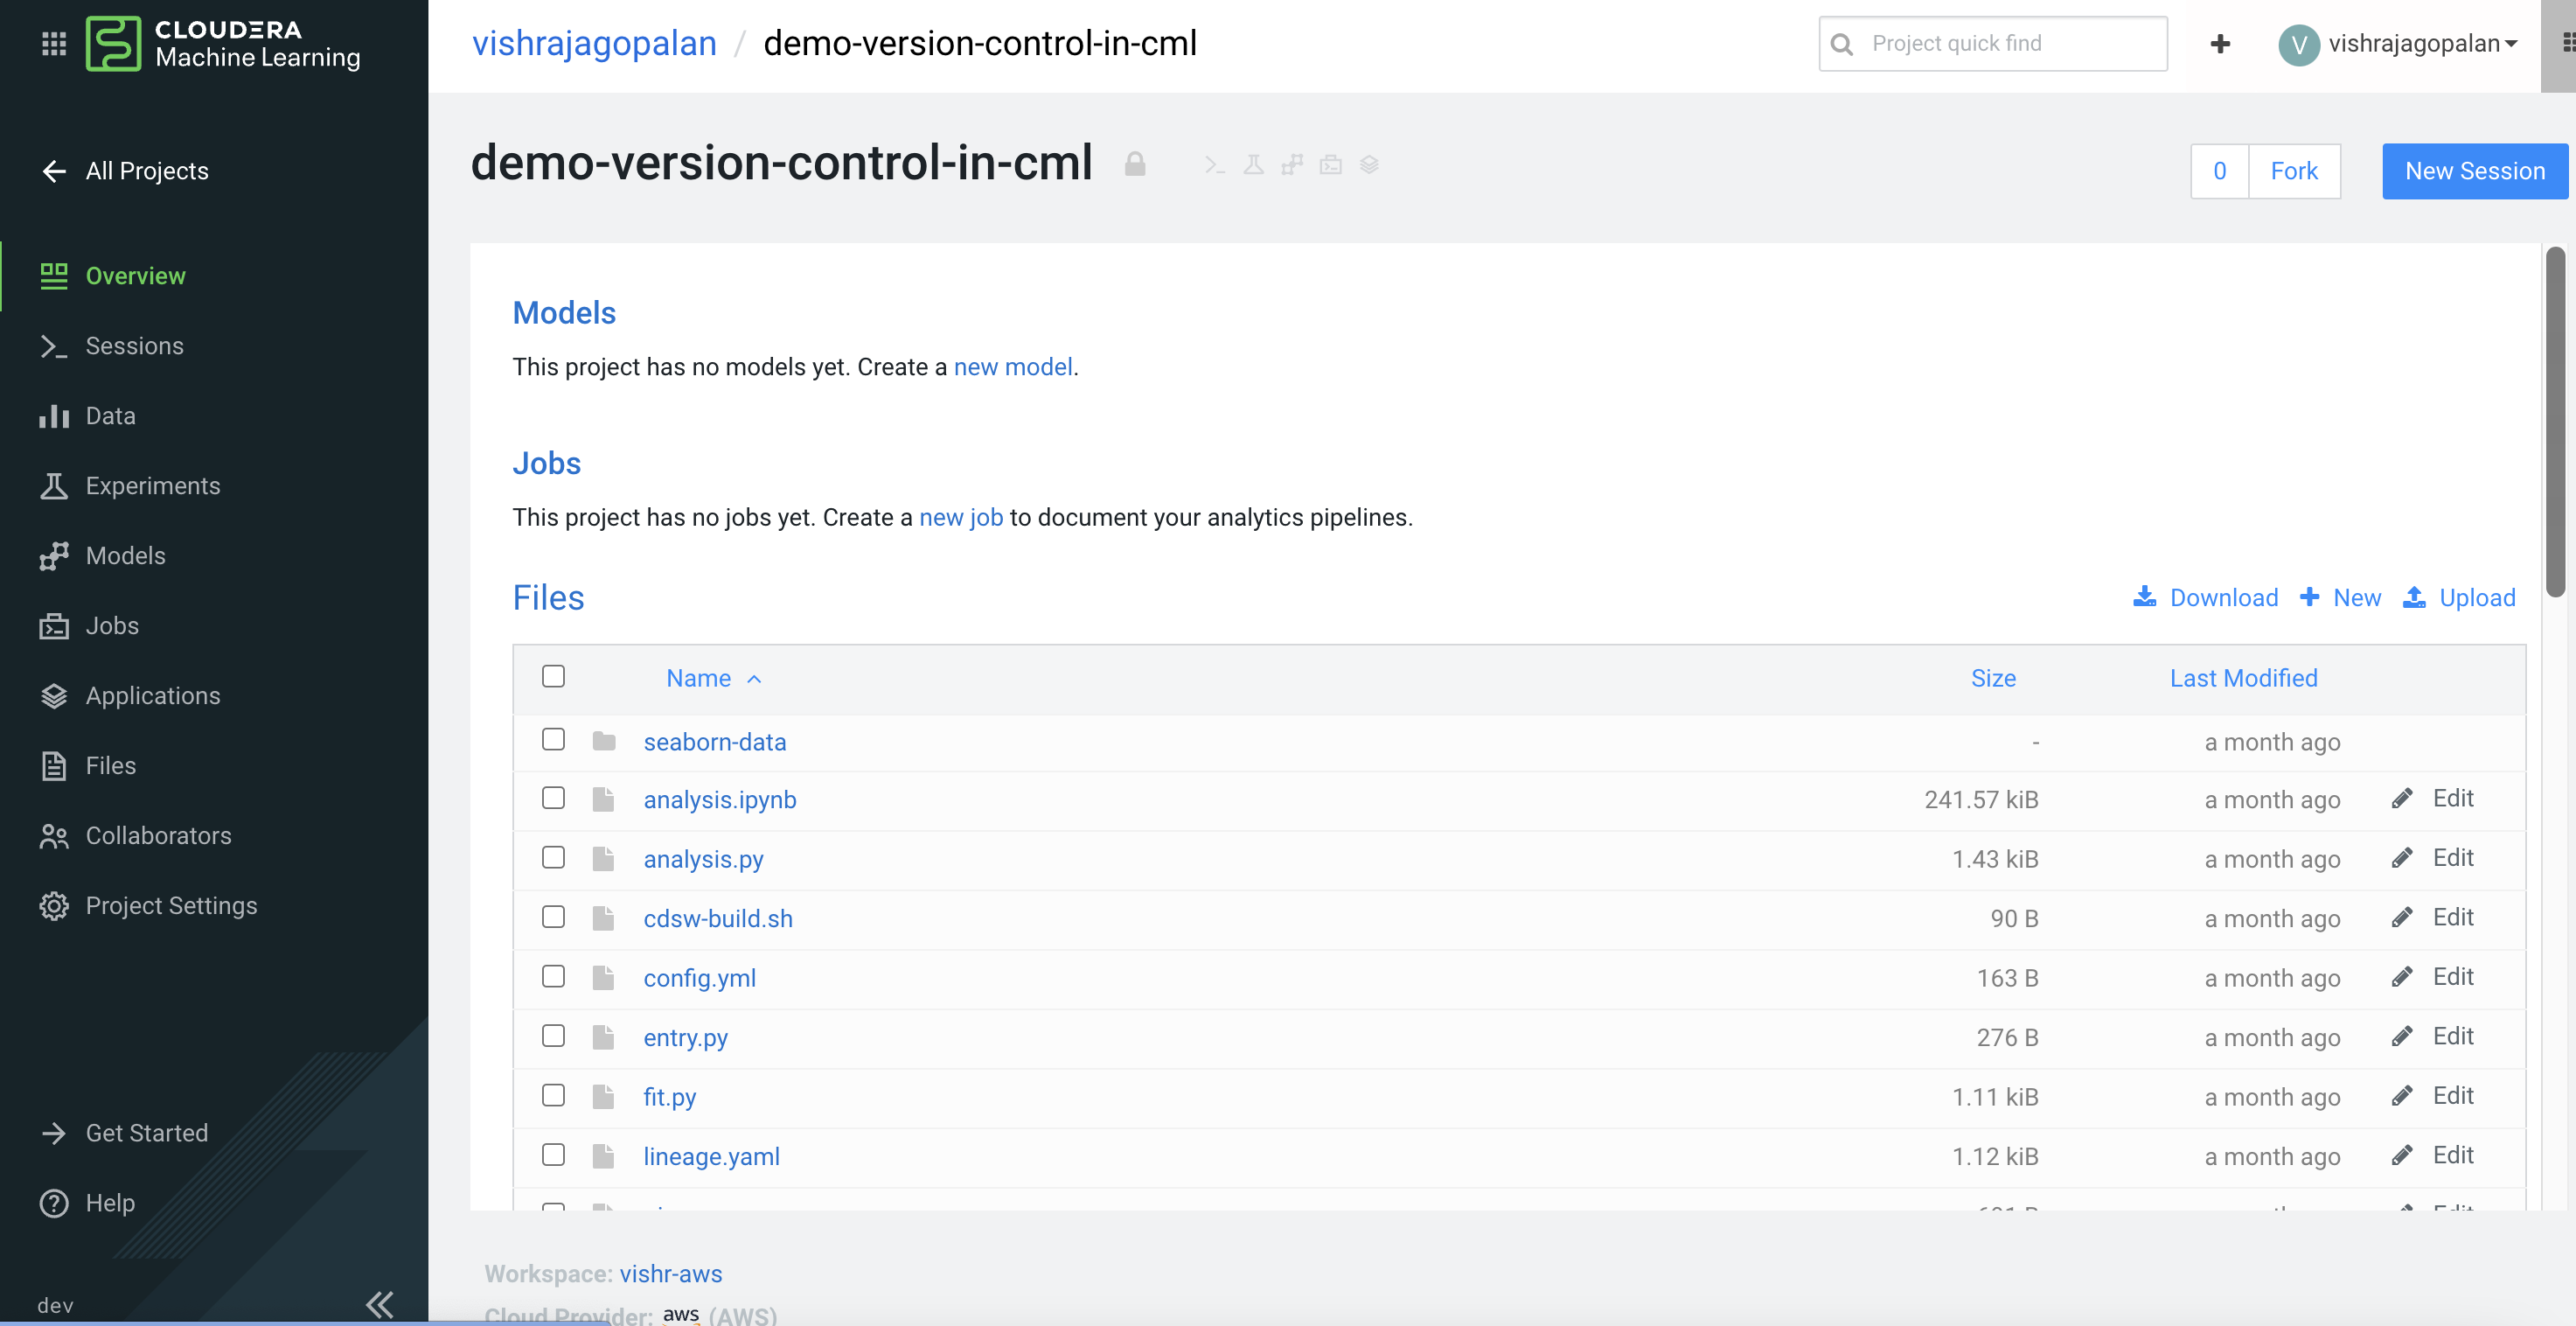 CLOUDERA
Machine Learning
vishrajagopalan / demo-version-control-in-cml
Project quick find
V vishrajagopalan
All Projects
demo-version-control-in-cml
0 Fork
New Session
Overview
Sessions
Data
Experiments
Models
Jobs
Applications
Files
Collaborators
Project Settings
Get Started
Help
dev
Models
This project has no models yet. Create a new model.
Jobs
This project has no jobs yet. Create a new job to document your analytics pipelines.
Files
Download New Upload
Name Size Last Modified
seaborn-data - a month ago
analysis.ipynb 241.57 kiB a month ago Edit
analysis.py 1.43 kiB a month ago Edit
cdsw-build.sh 90 B a month ago Edit
config.yml 163 B a month ago Edit
entry.py 276 B a month ago Edit
fit.py 1.11 kiB a month ago Edit
lineage.yaml 1.12 kiB a month ago Edit
Workspace: vishr-aws
Cloud Provider: aws (AWS)